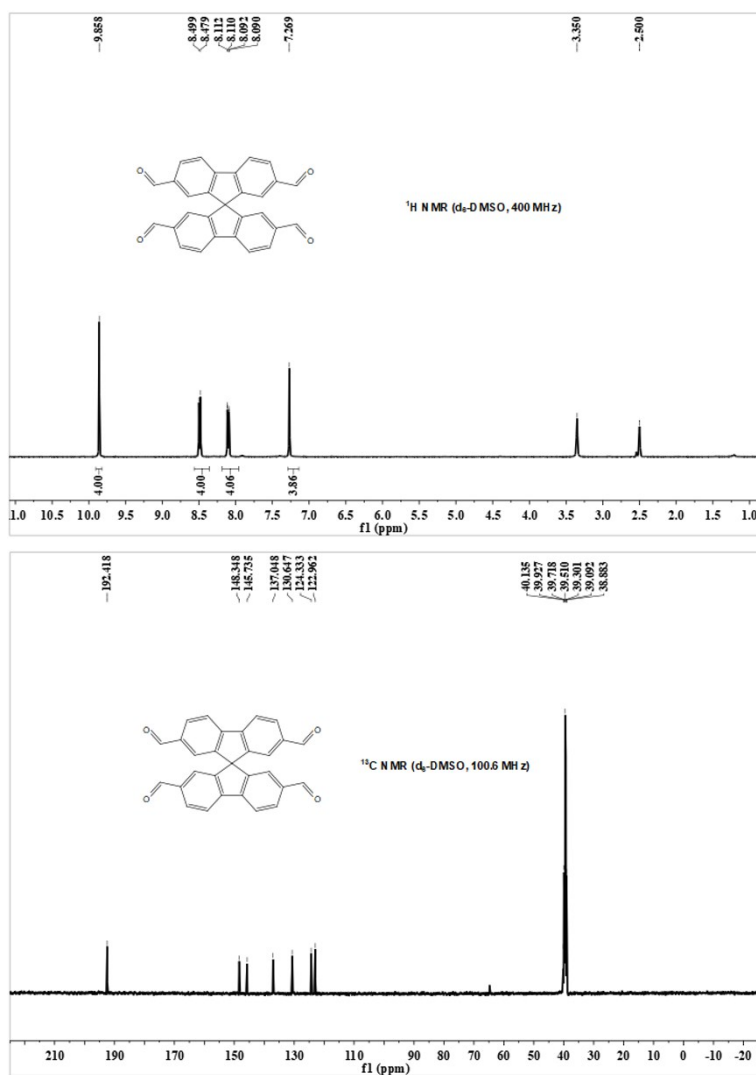 9.858
8.499
8.479
8.112
8.110
8.092
8.090
7.269
3.350
2.500
O O
O O
¹H NMR (d₆-DMSO, 400 MHz)
4.00 4.00 4.06 3.86
1.0 10.5 10.0 9.5 9.0 8.5 8.0 7.5 7.0 6.5 6.0 5.5 5.0 4.5 4.0 3.5 3.0 2.5 2.0 1.5 1.0
f1 (ppm)
192.418
148.348
145.735
137.048
130.647
124.333
122.962
40.135
39.927
39.718
39.510
39.301
39.092
38.883
O O
O O
¹³C NMR (d₆-DMSO, 100.6 MHz)
210 190 170 150 130 110 90 80 70 60 50 40 30 20 10 0 -10 -20
f1 (ppm)